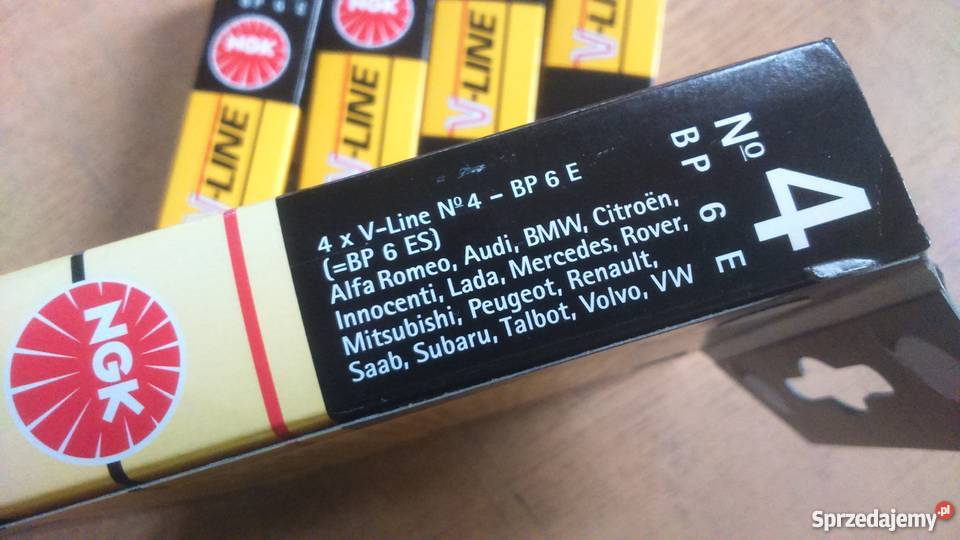 NGK
NGK
V-LINE
V-LINE
V-LINE
V-L
4 x V-Line Nº 4 - BP 6 E
(=BP 6 ES)
Alfa Romeo, Audi, BMW, Citroën,
Innocenti, Lada, Mercedes, Rover,
Mitsubishi, Peugeot, Renault,
Saab, Subaru, Talbot, Volvo, VW
Nº 4
BP 6 E
NGK
Sprzedajemy.pl